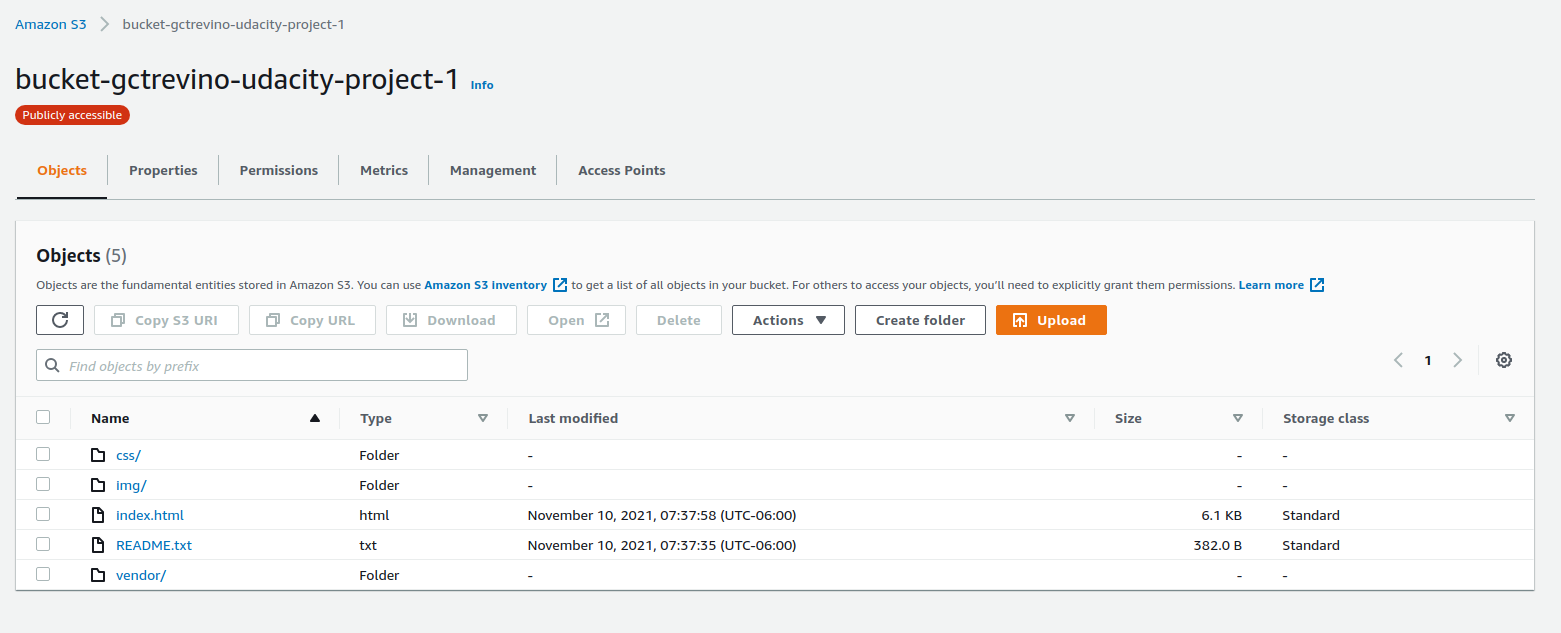 Amazon S3 > bucket-gctrevino-udacity-project-1
bucket-gctrevino-udacity-project-1 Info
Publicly accessible
Objects Properties Permissions Metrics Management Access Points
Objects (5)
Objects are the fundamental entities stored in Amazon S3. You can use Amazon S3 inventory to get a list of all objects in your bucket. For others to access your objects, you'll need to explicitly grant them permissions. Learn more
Copy S3 URI Copy URL Download Open Delete Actions Create folder Upload
Find objects by prefix 1
Name Type Last modified Size Storage class
css/ Folder - - -
img/ Folder - - -
index.html html November 10, 2021, 07:37:58 (UTC-06:00) 6.1 KB Standard
README.txt txt November 10, 2021, 07:37:35 (UTC-06:00) 382.0 B Standard
vendor/ Folder - - -